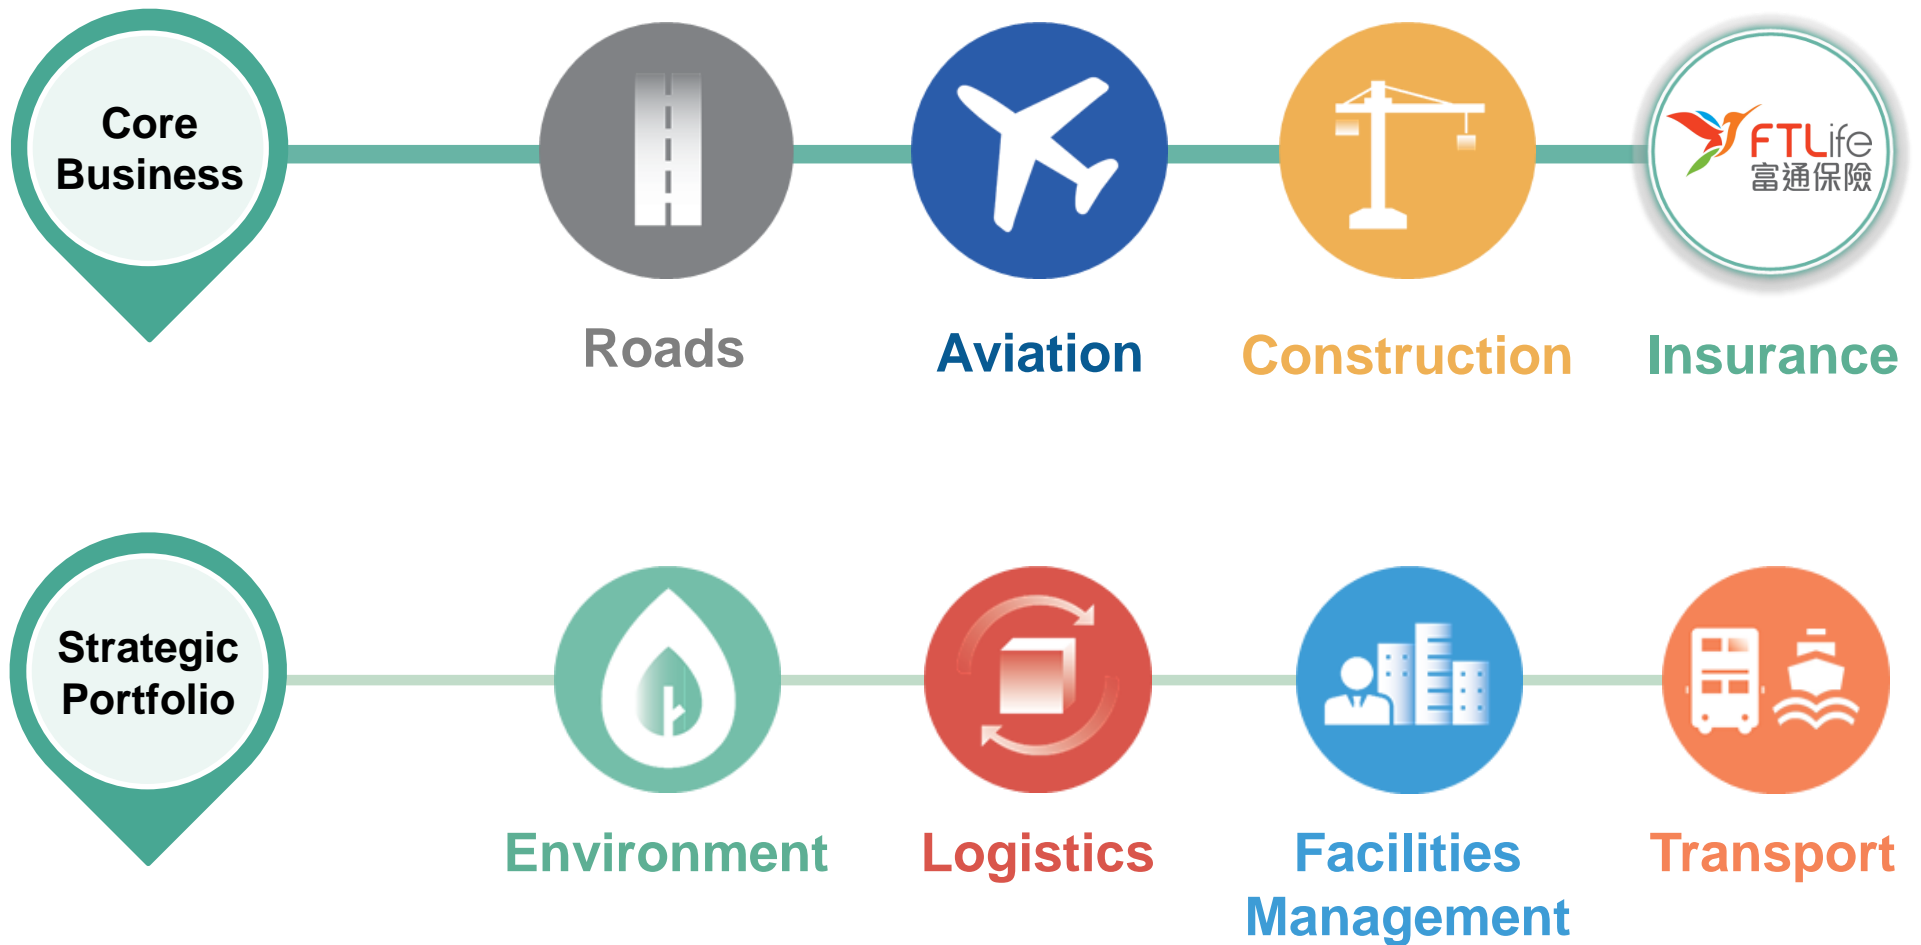 Core
Business
FTLife
富通保險
Roads
Aviation
Construction
Insurance
Strategic
Portfolio
Environment
Logistics
Facilities
Management
Transport